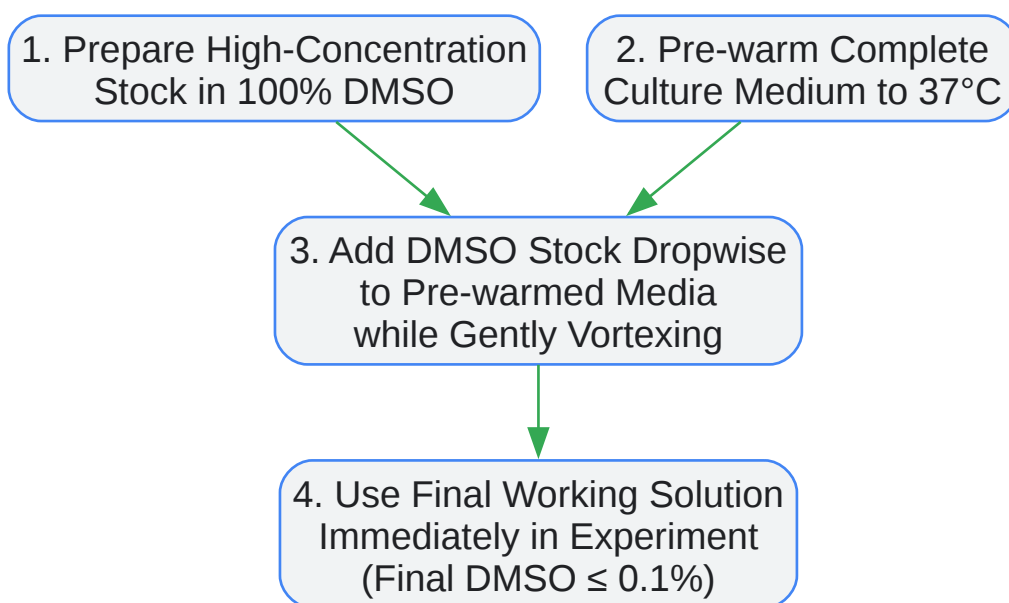 1. Prepare High-Concentration
Stock in 100% DMSO
2. Pre-warm Complete
Culture Medium to 37°C
3. Add DMSO Stock Dropwise
to Pre-warmed Media
while Gently Vortexing
4. Use Final Working Solution
Immediately in Experiment
(Final DMSO ≤ 0.1%)